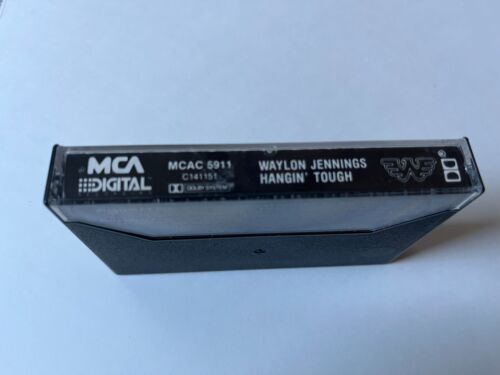 MCA
DIGITAL
MCAC 5911
C141151
DOLBY SYSTEM
WAYLON JENNINGS
HANGIN' TOUGH
W
®